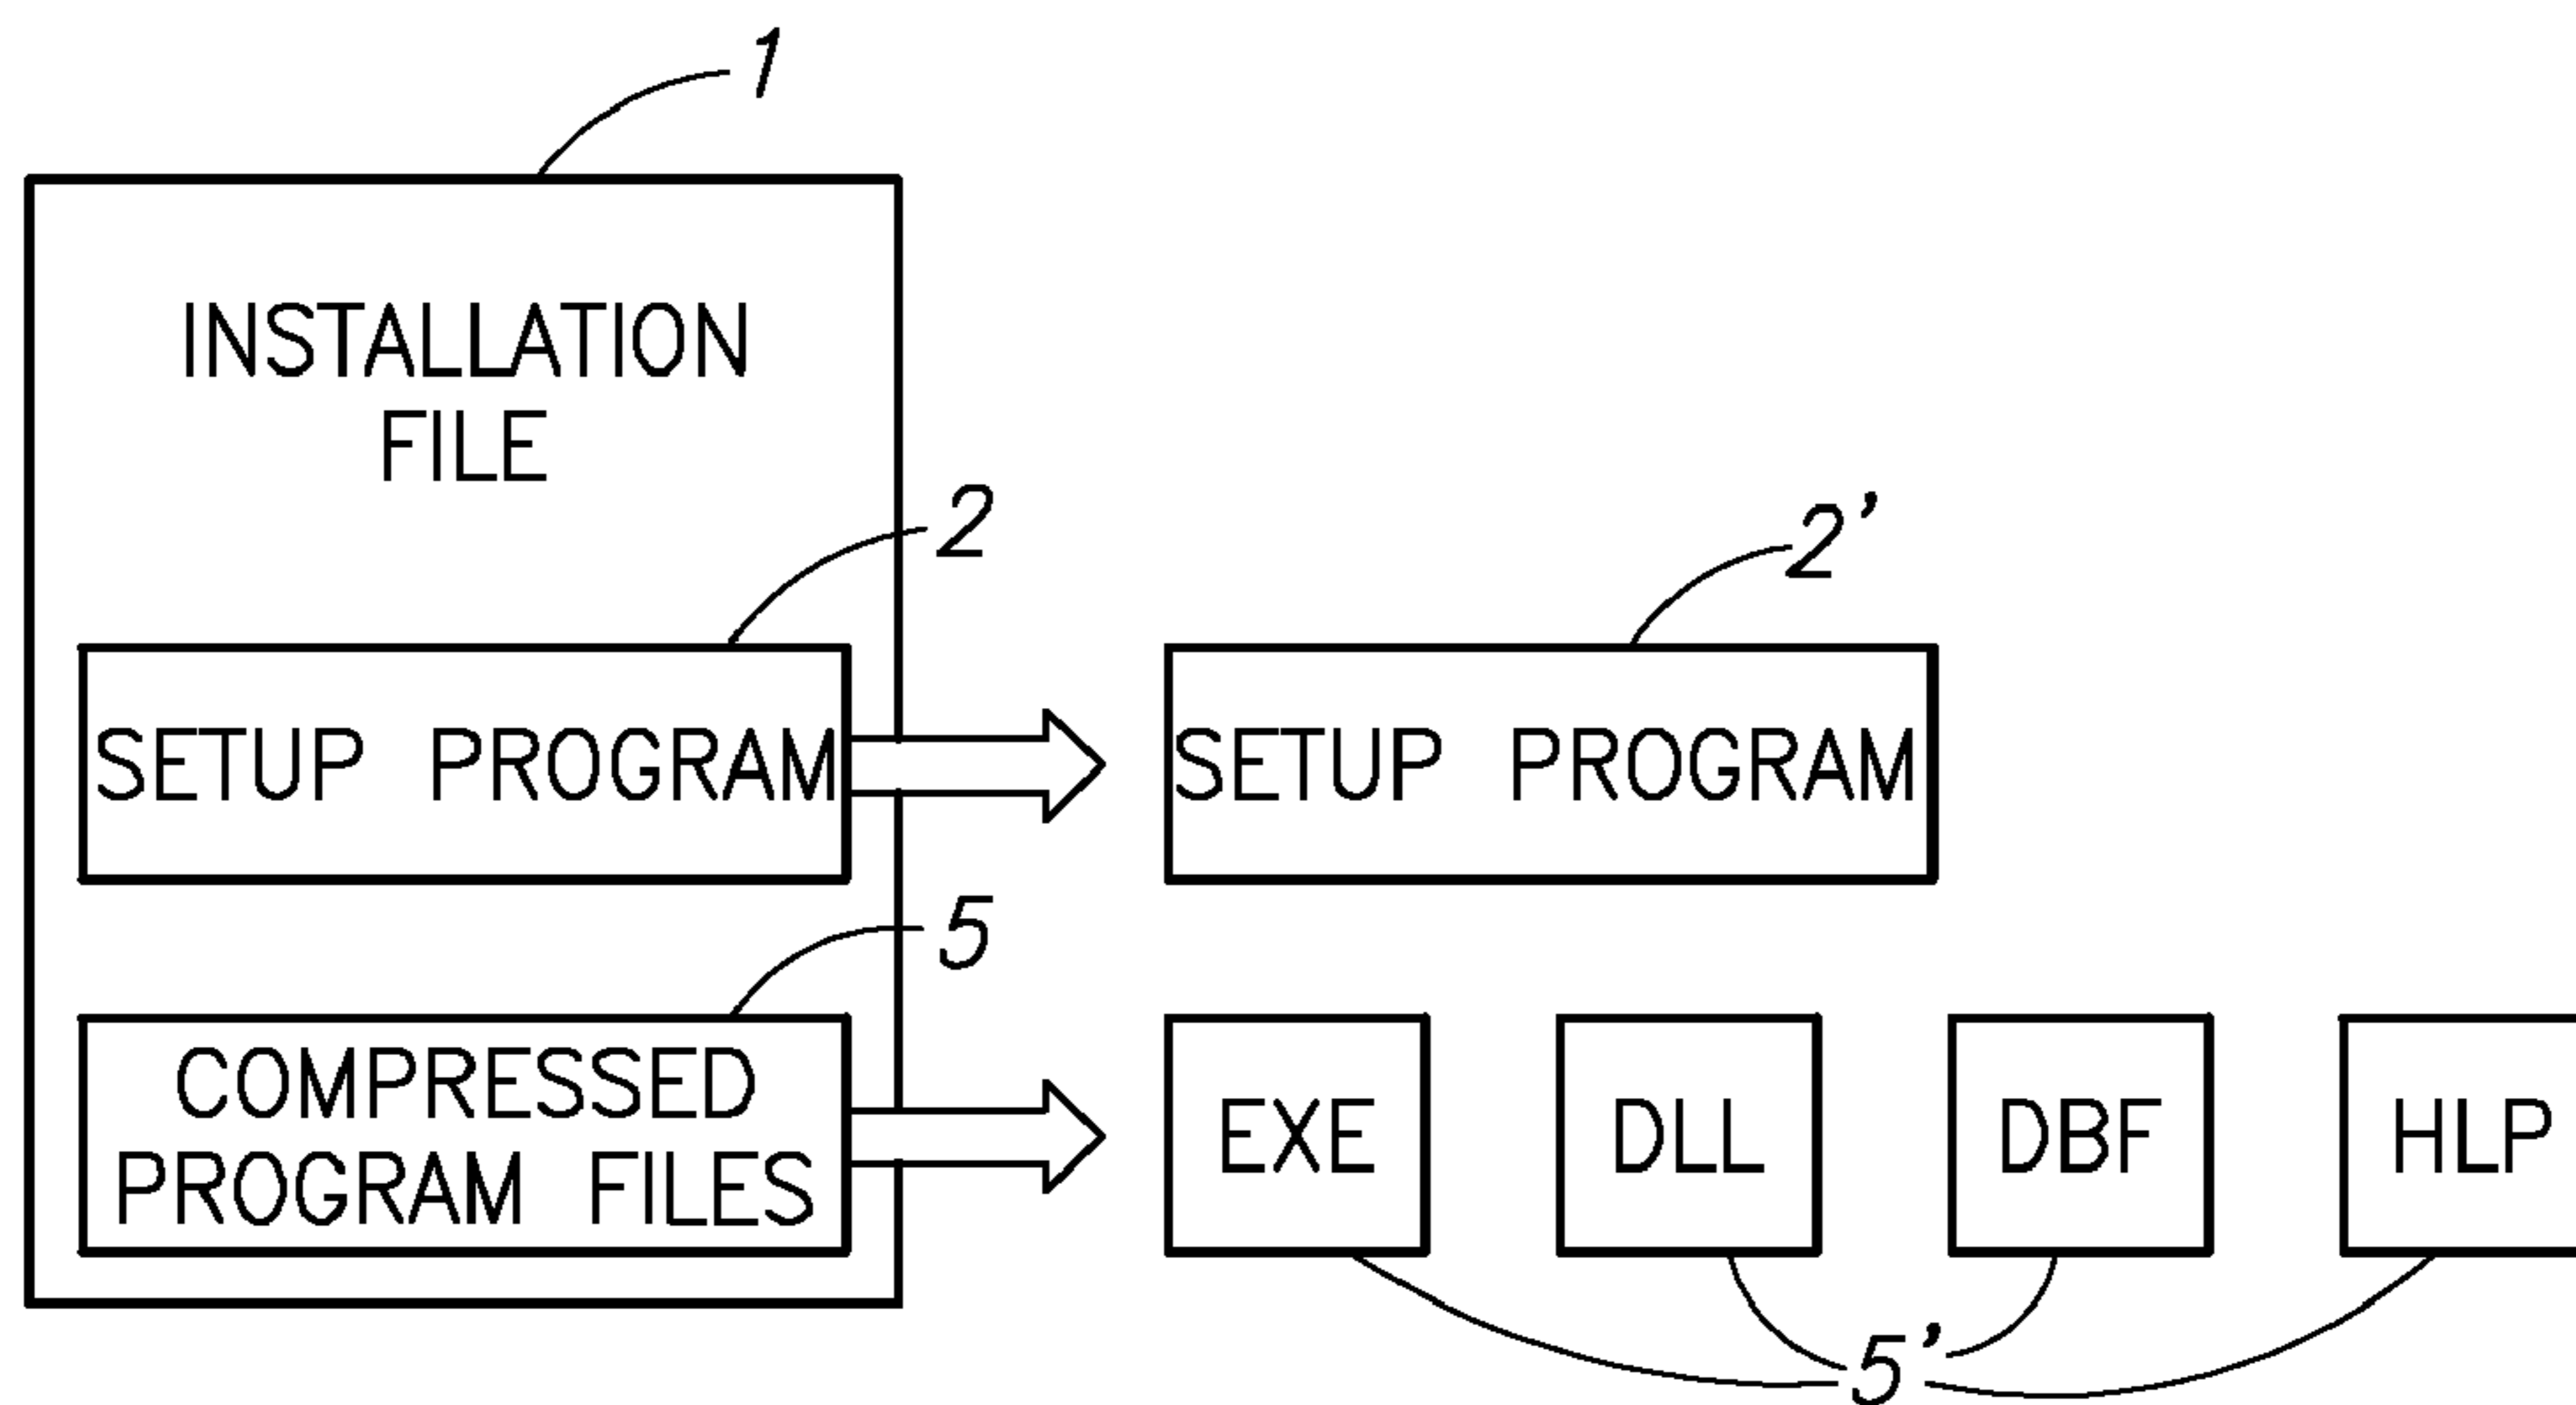 1
INSTALLATION
FILE
2
2'
SETUP PROGRAM
SETUP PROGRAM
5
COMPRESSED
PROGRAM FILES
EXE
DLL
DBF
HLP
5'